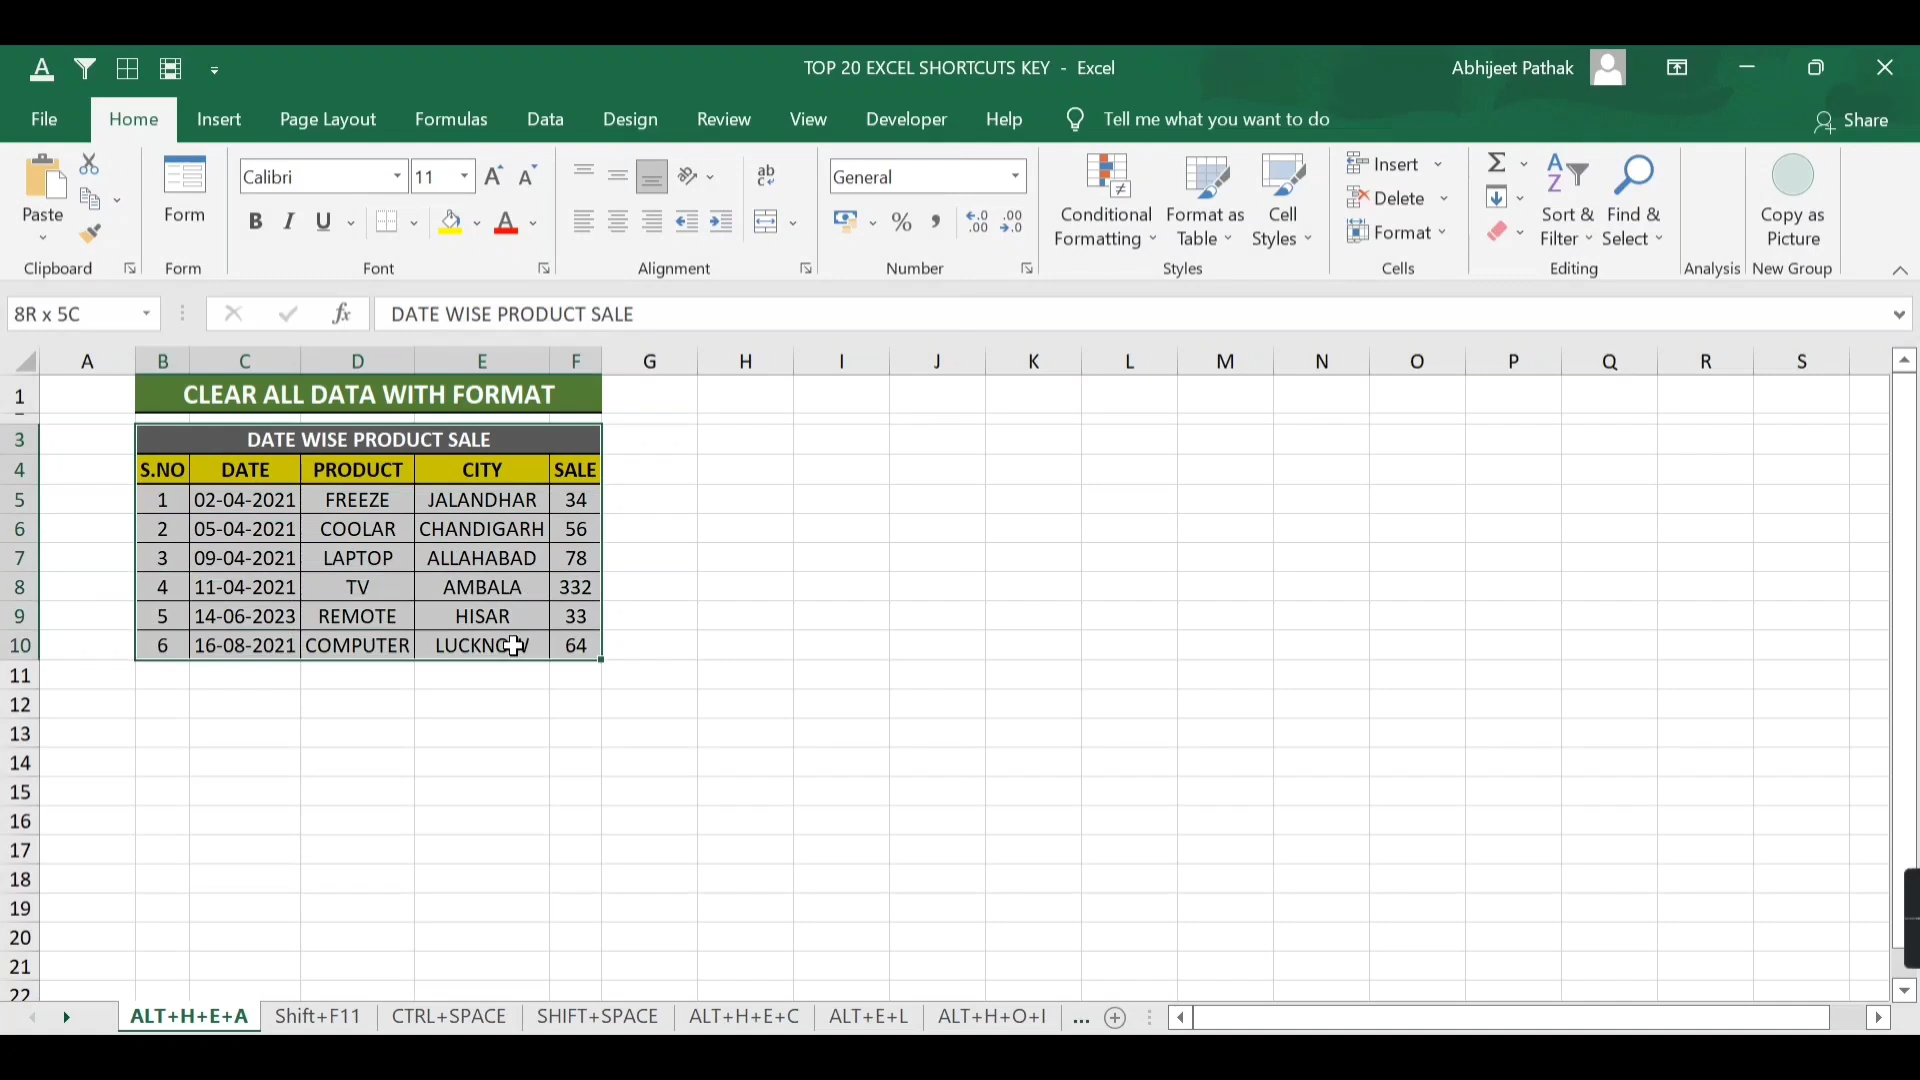 TOP 20 EXCEL SHORTCUTS KEY - Excel
Abhijeet Pathak
File Home Insert Page Layout Formulas Data Design Review View Developer Help Tell me what you want to do Share
Paste
Clipboard
Form
Form
Calibri 11
B I U
Font
ab
Alignment
General
% ,
Number
Conditional Formatting
Format as Table
Cell Styles
Styles
Insert
Delete
Format
Cells
Sort & Filter
Find & Select
Editing
Analysis
Copy as Picture
New Group
8R x 5C fx DATE WISE PRODUCT SALE
A B C D E F G H I J K L M N O P Q R S
1 CLEAR ALL DATA WITH FORMAT
3 DATE WISE PRODUCT SALE
4 S.NO DATE PRODUCT CITY SALE
5 1 02-04-2021 FREEZE JALANDHAR 34
6 2 05-04-2021 COOLAR CHANDIGARH 56
7 3 09-04-2021 LAPTOP ALLAHABAD 78
8 4 11-04-2021 TV AMBALA 332
9 5 14-06-2023 REMOTE HISAR 33
10 6 16-08-2021 COMPUTER LUCKNOW 64
11
12
13
14
15
16
17
18
19
20
21
22
ALT+H+E+A Shift+F11 CTRL+SPACE SHIFT+SPACE ALT+H+E+C ALT+E+L ALT+H+O+I ...